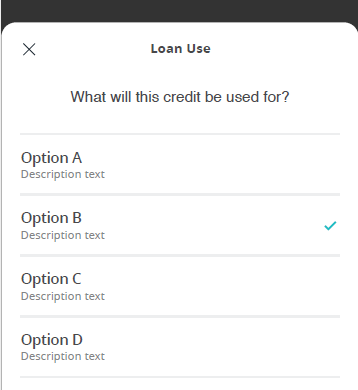 Loan Use
What will this credit be used for?
Option A
Description text
Option B
Description text
Option C
Description text
Option D
Description text